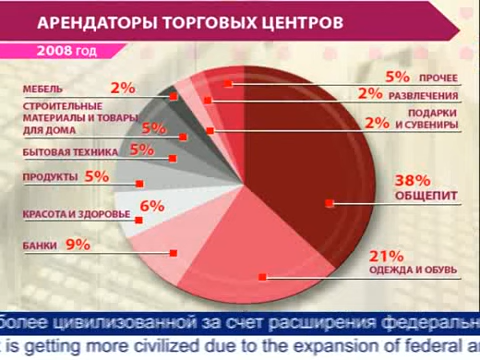 АРЕНДАТОРЫ ТОРГОВЫХ ЦЕНТРОВ
2008 ГОД
МЕБЕЛЬ 2%
СТРОИТЕЛЬНЫЕ
МАТЕРИАЛЫ И ТОВАРЫ
ДЛЯ ДОМА 5%
БЫТОВАЯ ТЕХНИКА 5%
ПРОДУКТЫ 5%
КРАСОТА И ЗДОРОВЬЕ 6%
БАНКИ 9%
5% ПРОЧЕЕ
2% РАЗВЛЕЧЕНИЯ
2% ПОДАРКИ
И СУВЕНИРЫ
38%
ОБЩЕПИТ
21%
ОДЕЖДА И ОБУВЬ
более цивилизованной за счет расширения федеральн
is getting more civilized due to the expansion of federal a